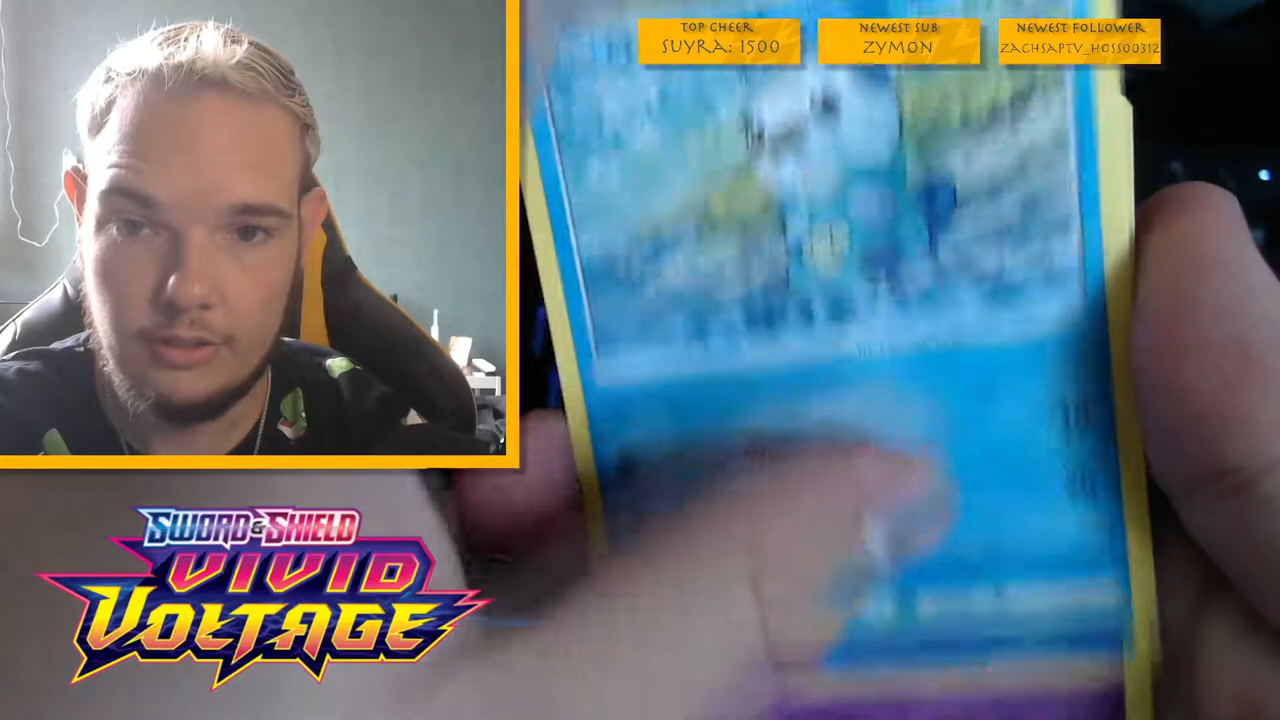 TOP CHEER
SUYRA: 1500
NEWEST SUB
ZYMON
NEWEST FOLLOWER
ZACHSAPTV_HOSS00312
SWORD & SHIELD
VIVID
VOLTAGE